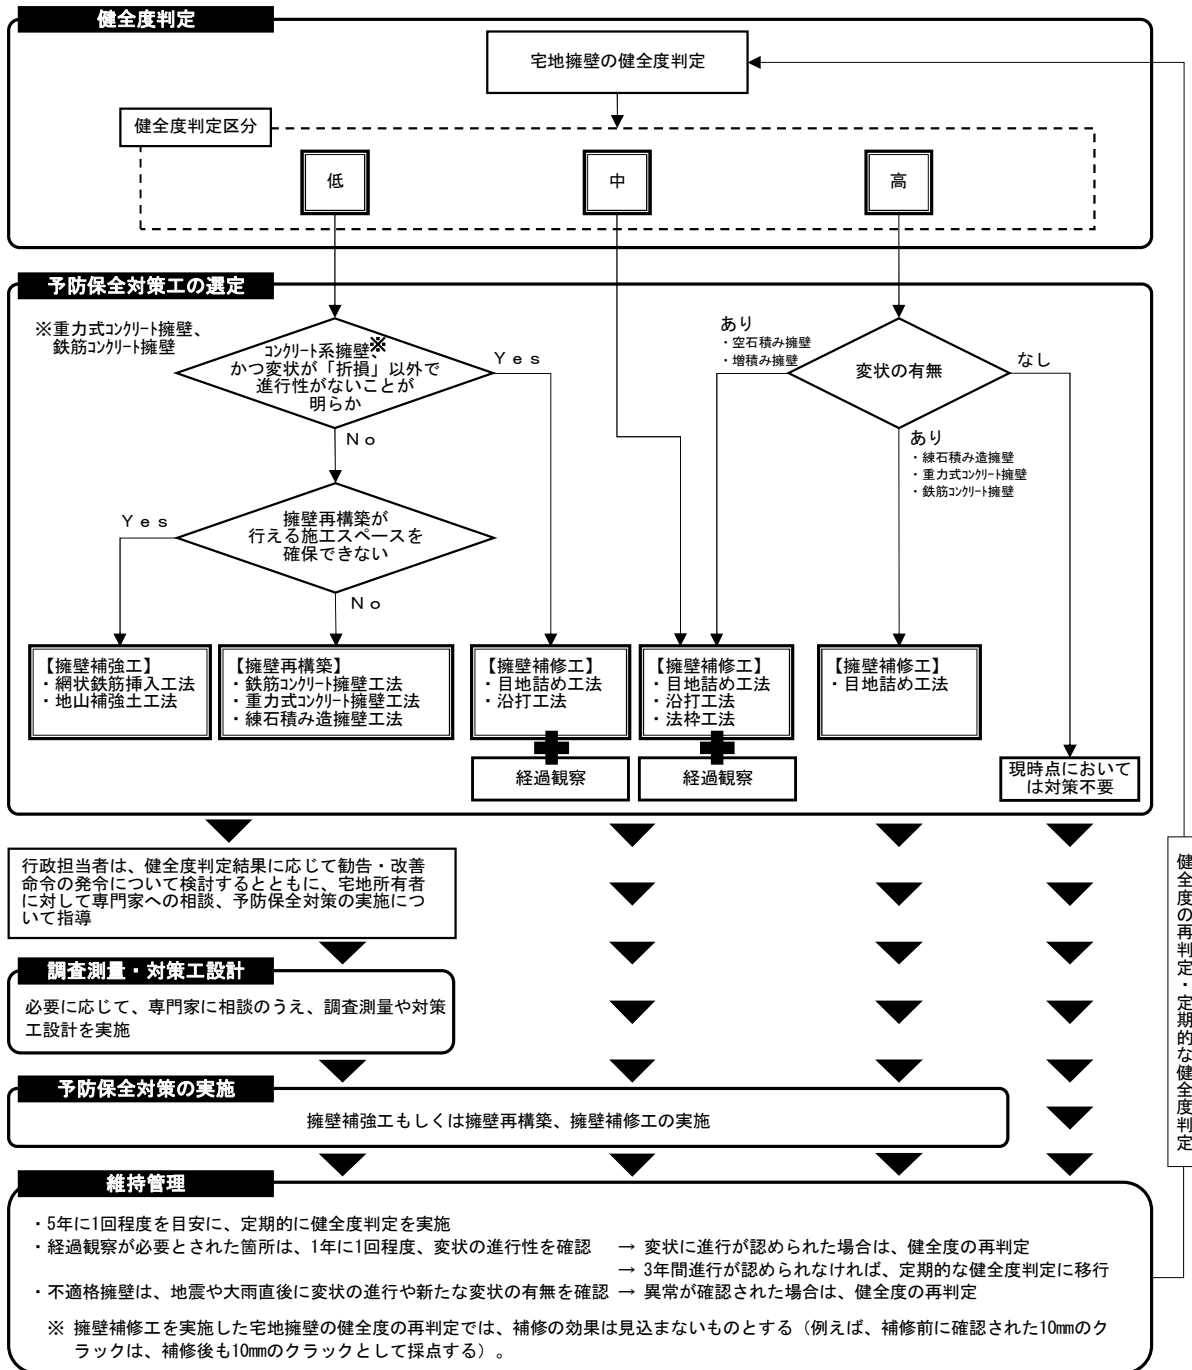 健全度判定
宅地擁壁の健全度判定
健全度判定区分
低
中
高
予防保全対策工の選定
※重力式コンクリート擁壁、
鉄筋コンクリート擁壁
コンクリート系擁壁、※
かつ変状が「折損」以外で
進行性がないことが
明らか
Yes
No
あり
・空石積み擁壁
・増積み擁壁
変状の有無
なし
あり
・練石積み造擁壁
・重力式コンクリート擁壁
・鉄筋コンクリート擁壁
Yes
擁壁再構築が
行える施工スペースを
確保できない
No
【擁壁補強工】
・網状鉄筋挿入工法
・地山補強土工法
【擁壁再構築】
・鉄筋コンクリート擁壁工法
・重力式コンクリート擁壁工法
・練石積み造擁壁工法
【擁壁補修工】
・目地詰め工法
・沿打工法
経過観察
【擁壁補修工】
・目地詰め工法
・沿打工法
・法枠工法
経過観察
【擁壁補修工】
・目地詰め工法
現時点において
は対策不要
行政担当者は、健全度判定結果に応じて勧告・改善
命令の発令について検討するとともに、宅地所有者
に対して専門家への相談、予防保全対策の実施につ
いて指導
調査測量・対策工設計
必要に応じて、専門家に相談のうえ、調査測量や対策
工設計を実施
予防保全対策の実施
擁壁補強工もしくは擁壁再構築、擁壁補修工の実施
健全度の再判定・定期的な健全度判定
維持管理
・5年に1回程度を目安に、定期的に健全度判定を実施
・経過観察が必要とされた箇所は、1年に1回程度、変状の進行性を確認 → 変状に進行が認められた場合は、健全度の再判定
→ 3年間進行が認められなければ、定期的な健全度判定に移行
・不適格擁壁は、地震や大雨直後に変状の進行や新たな変状の有無を確認 → 異常が確認された場合は、健全度の再判定
※ 擁壁補修工を実施した宅地擁壁の健全度の再判定では、補修の効果は見込まないものとする（例えば、補修前に確認された10mmのク
ラックは、補修後も10mmのクラックとして採点する）。